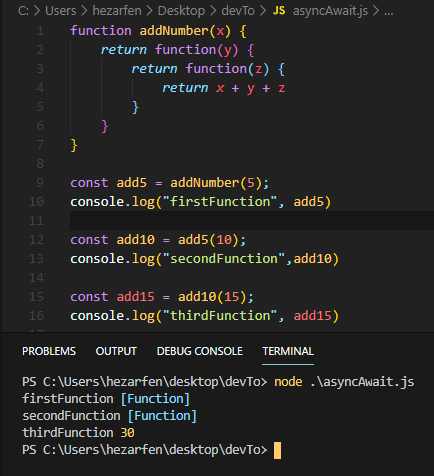 C: > Users > hezarfen > Desktop > devTo > JS asyncAwait.js > ...
1 function addNumber(x) {
2     return function(y) {
3         return function(z) {
4             return x + y + z
5         }
6     }
7 }
8
9 const add5 = addNumber(5);
10 console.log("firstFunction", add5)
11
12 const add10 = add5(10);
13 console.log("secondFunction",add10)
14
15 const add15 = add10(15);
16 console.log("thirdFunction", add15)
17
PROBLEMS OUTPUT DEBUG CONSOLE TERMINAL
PS C:\Users\hezarfen\desktop\devTo> node .\asyncAwait.js
firstFunction [Function]
secondFunction [Function]
thirdFunction 30
PS C:\Users\hezarfen\desktop\devTo>